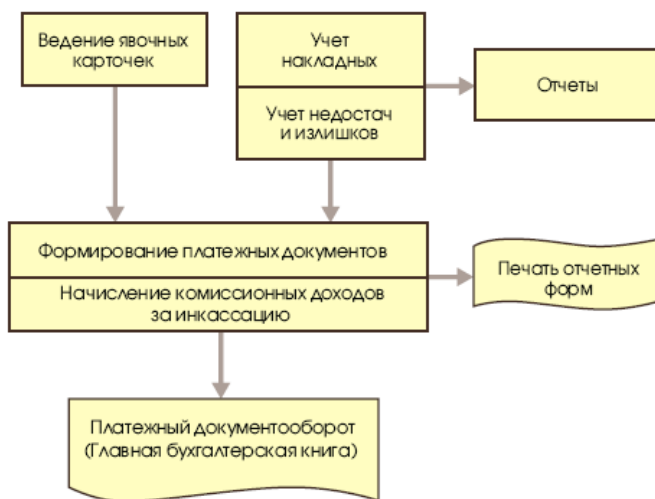 Ведение явочных
карточек
Учет
накладных
Учет недостач
и излишков
Отчеты
Формирование платежных документов
Начисление комиссионных доходов
за инкассацию
Печать отчетных
форм
Платежный документооборот
(Главная бухгалтерская книга)